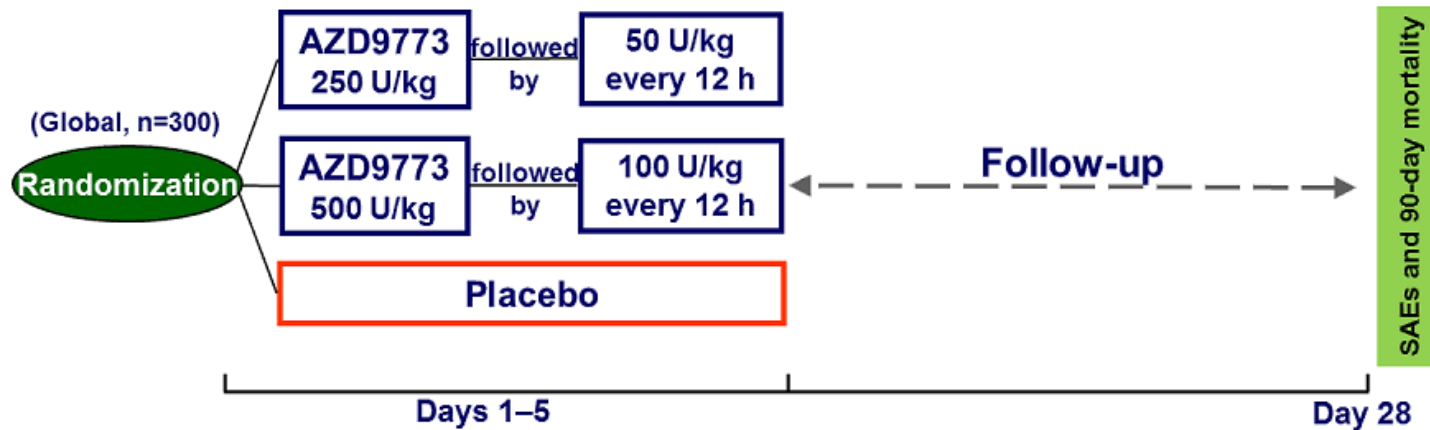 (Global, n=300)
Randomization
AZD9773
250 U/kg
followed
by
50 U/kg
every 12 h
AZD9773
500 U/kg
followed
by
100 U/kg
every 12 h
Placebo
Follow-up
SAEs and 90-day mortality
Days 1–5
Day 28